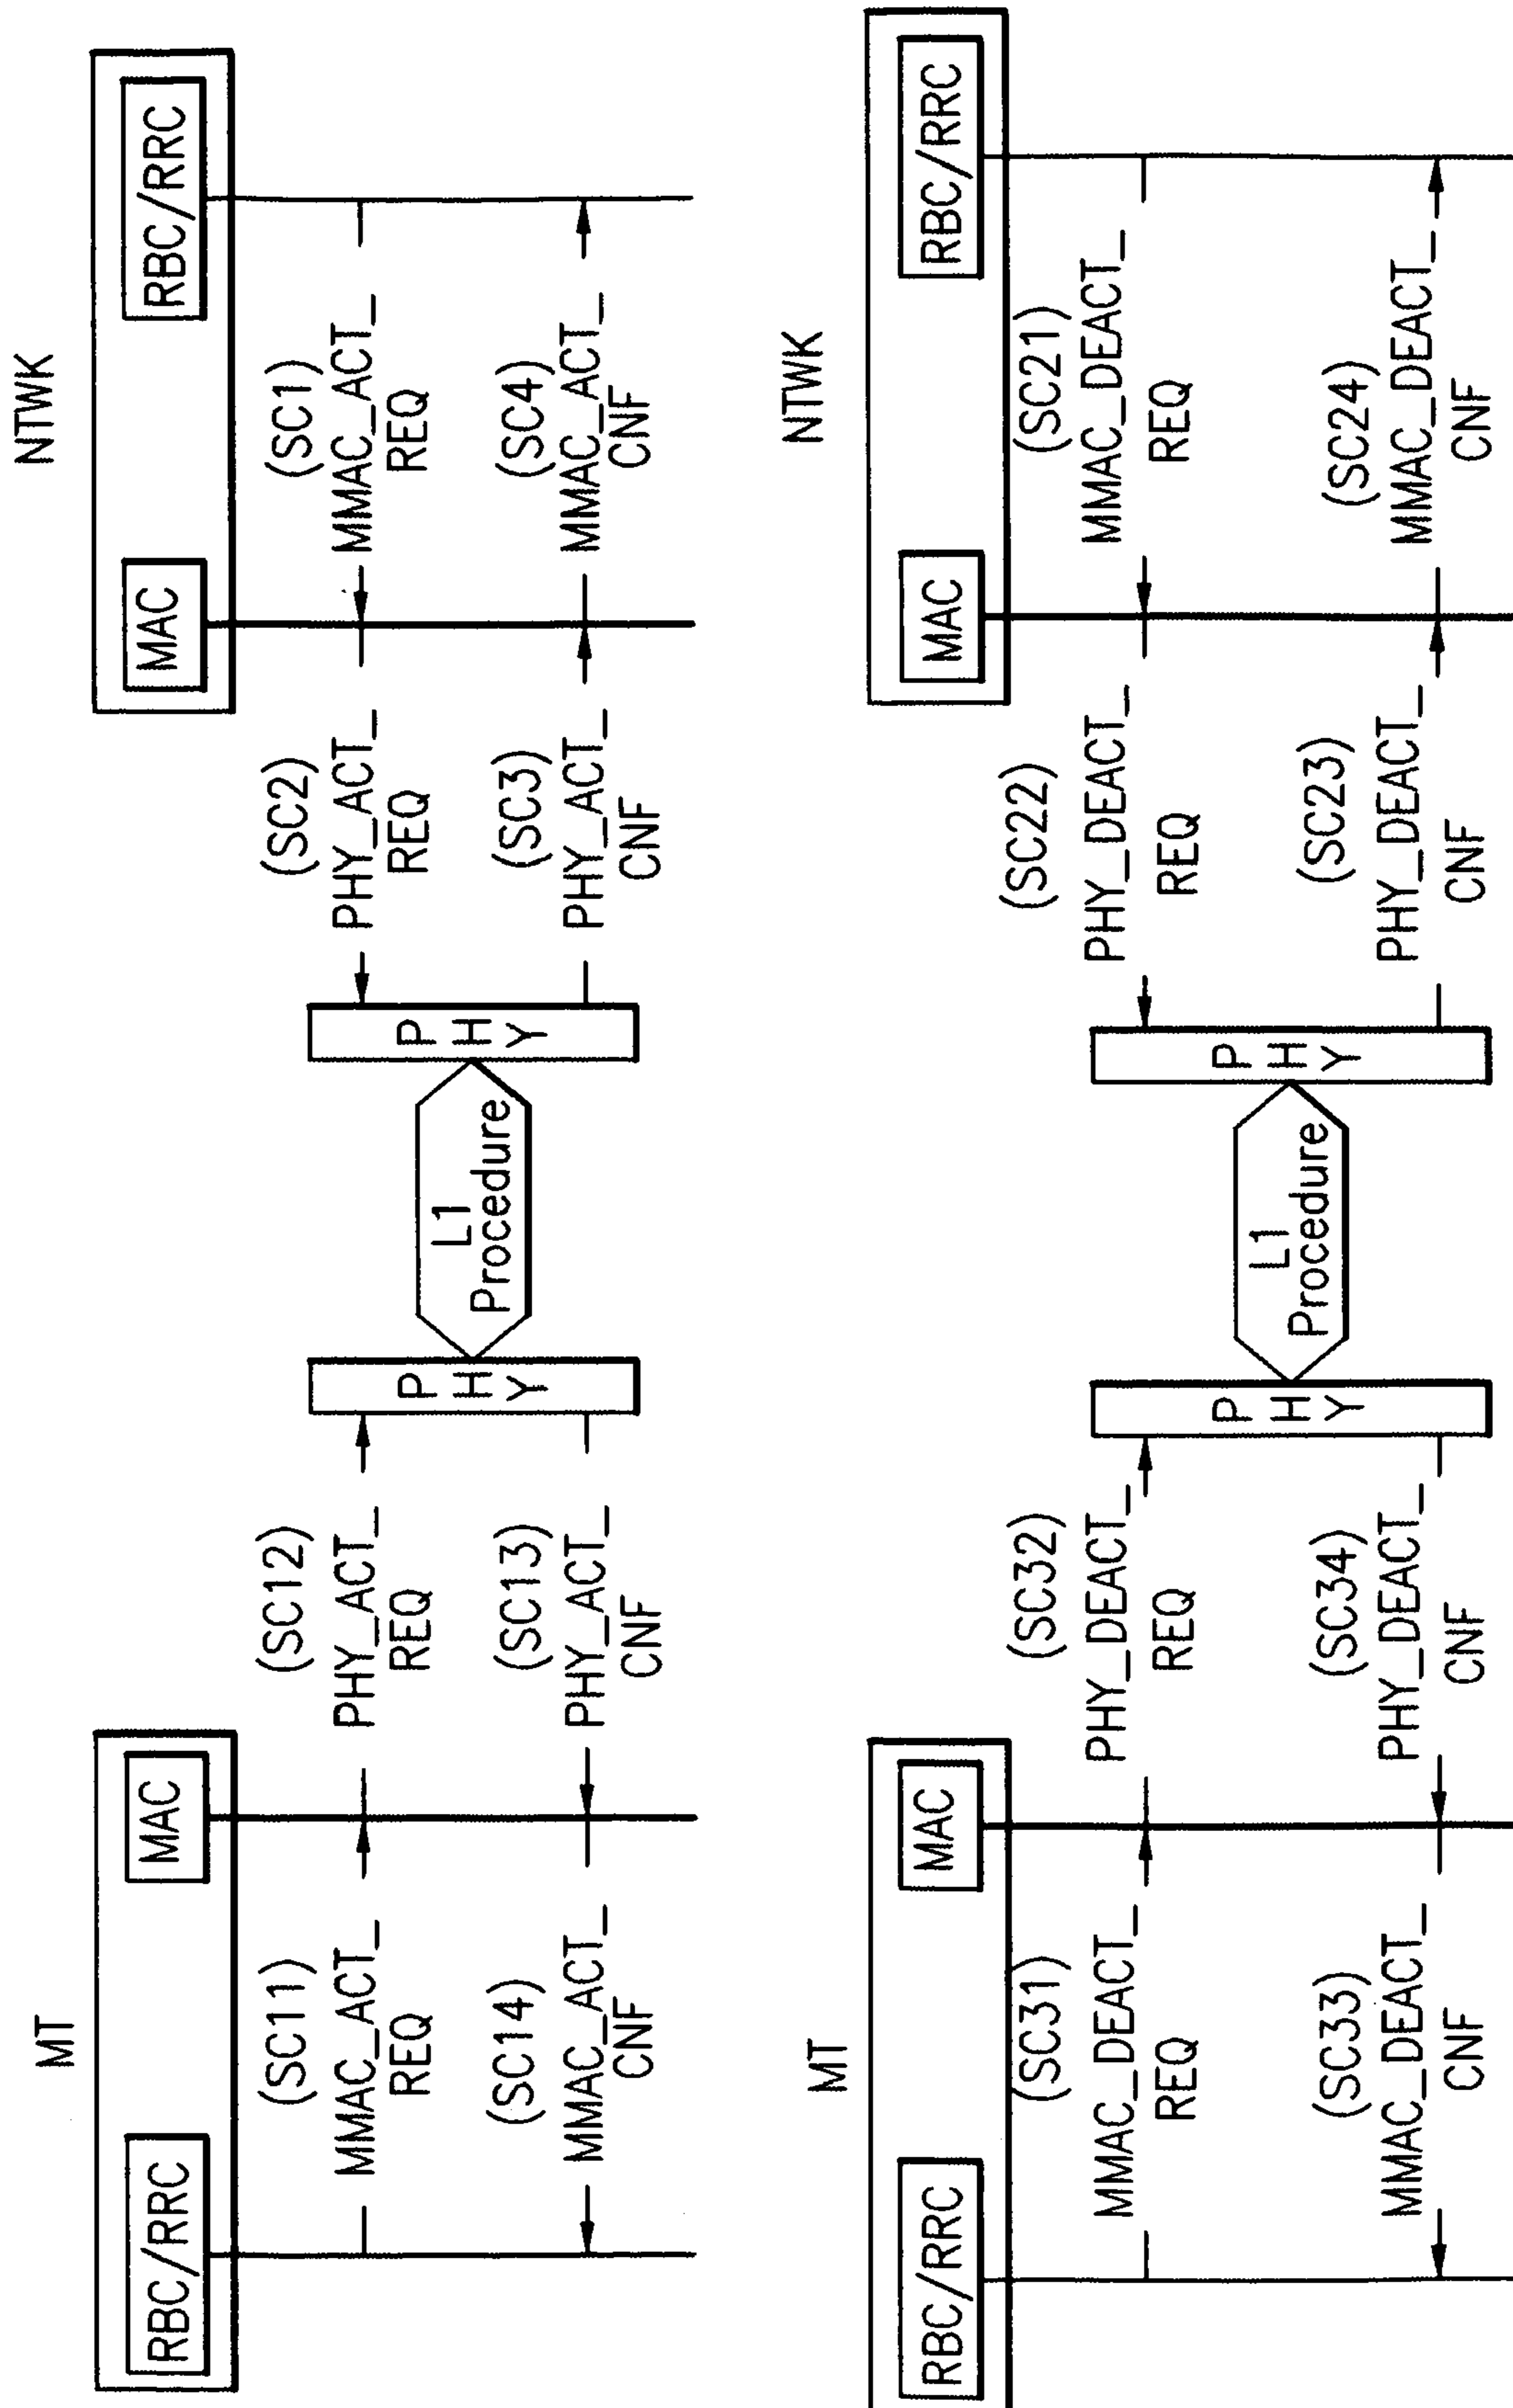 MT
NTWK
RBC/RRC
MAC
MAC
RBC/RRC
(SC11)
MMAC_ACT_
REQ
(SC12)
PHY_ACT_
REQ
(SC2)
PHY_ACT_
REQ
(SC1)
MMAC_ACT_
REQ
PHY
L1
Procedure
PHY
(SC14)
MMAC_ACT_
CNF
(SC13)
PHY_ACT_
CNF
(SC3)
PHY_ACT_
CNF
(SC4)
MMAC_ACT_
CNF
MT
NTWK
RBC/RRC
MAC
MAC
RBC/RRC
(SC31)
MMAC_DEACT_
REQ
(SC32)
PHY_DEACT_
REQ
(SC22)
PHY_DEACT_
REQ
(SC21)
MMAC_DEACT_
REQ
PHY
L1
Procedure
PHY
(SC33)
MMAC_DEACT_
CNF
(SC34)
PHY_DEACT_
CNF
(SC23)
PHY_DEACT_
CNF
(SC24)
MMAC_DEACT_
CNF